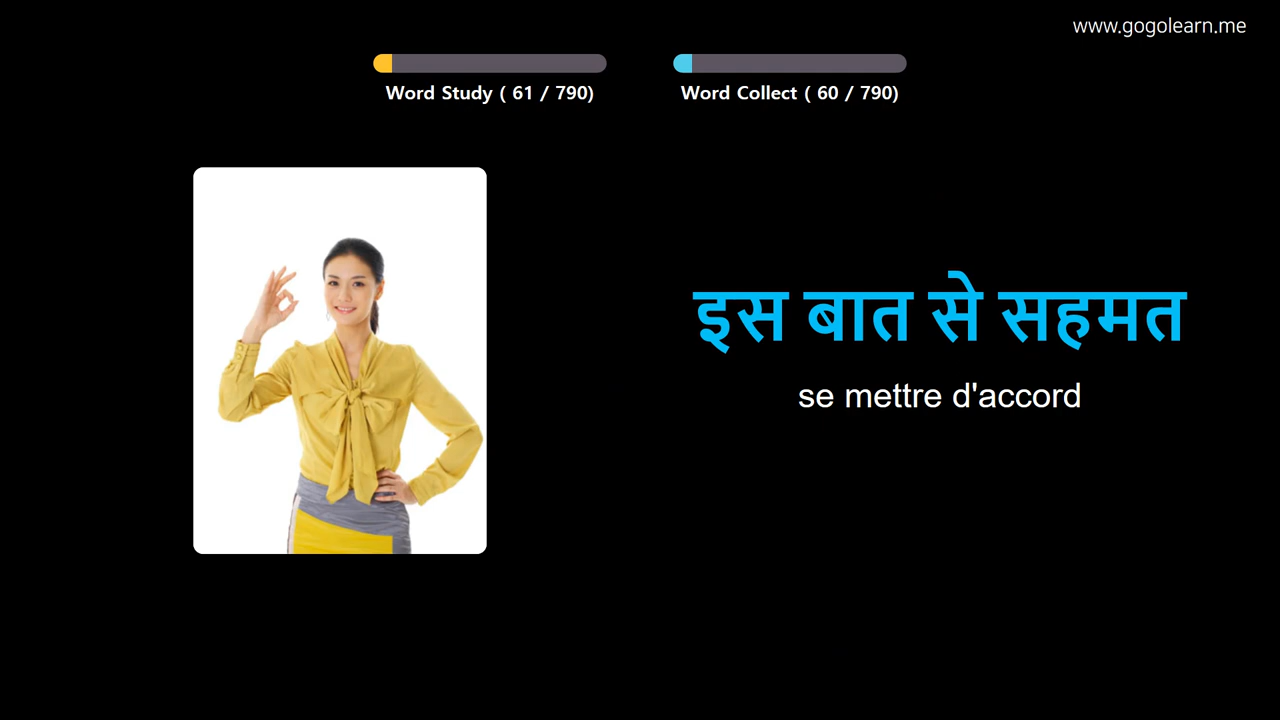 www.gogolearn.me
Word Study ( 61 / 790)
Word Collect ( 60 / 790)
इस बात से सहमत
se mettre d'accord